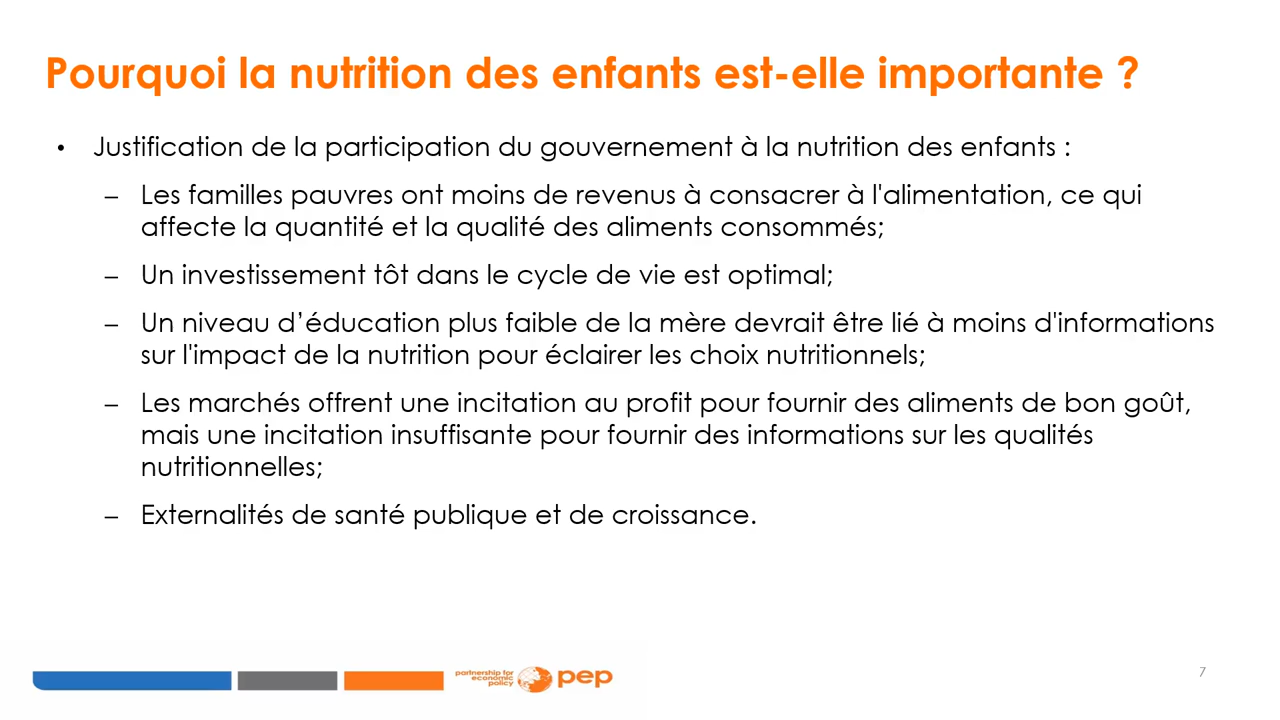 Pourquoi la nutrition des enfants est-elle importante ?
• Justification de la participation du gouvernement à la nutrition des enfants :
– Les familles pauvres ont moins de revenus à consacrer à l'alimentation, ce qui
affecte la quantité et la qualité des aliments consommés;
– Un investissement tôt dans le cycle de vie est optimal;
– Un niveau d’éducation plus faible de la mère devrait être lié à moins d'informations
sur l'impact de la nutrition pour éclairer les choix nutritionnels;
– Les marchés offrent une incitation au profit pour fournir des aliments de bon goût,
mais une incitation insuffisante pour fournir des informations sur les qualités
nutritionnelles;
– Externalités de santé publique et de croissance.
partnership for
economic
policy
pep
7